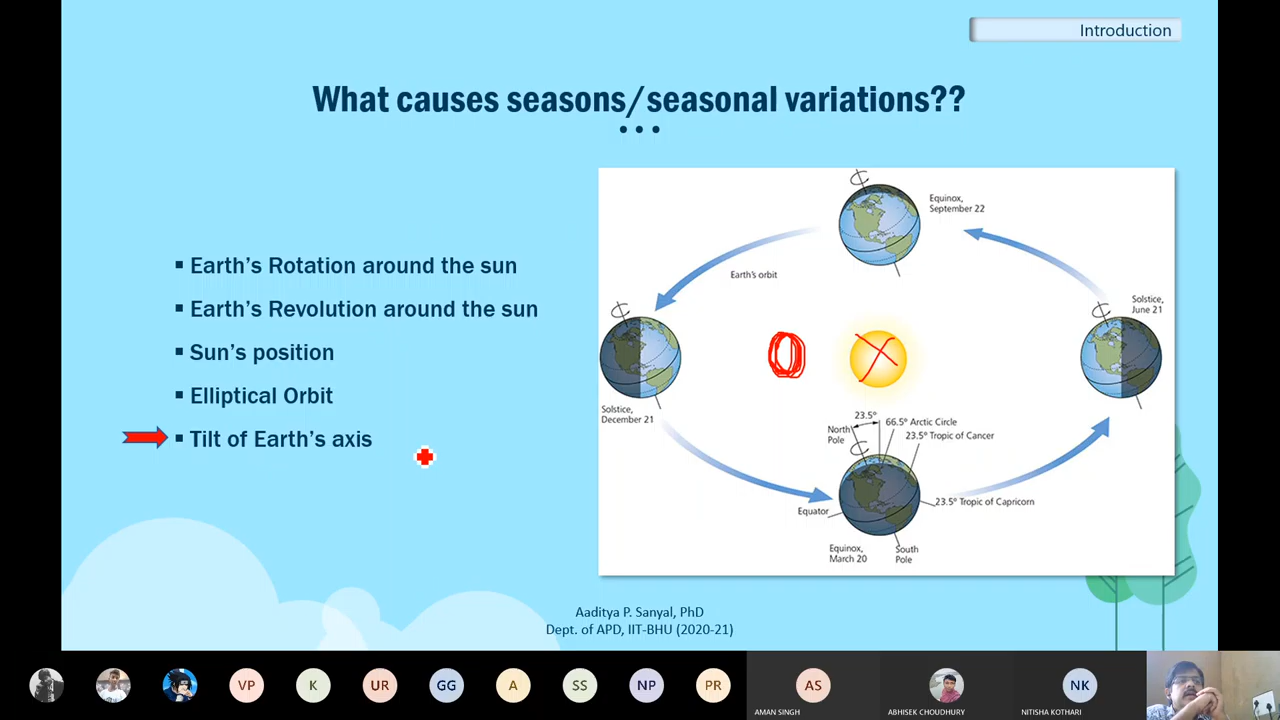 Introduction
What causes seasons/seasonal variations??
▪ Earth's Rotation around the sun
▪ Earth's Revolution around the sun
▪ Sun's position
▪ Elliptical Orbit
▪ Tilt of Earth's axis
Equinox,
September 22
Earth's orbit
Solstice,
June 21
Solstice,
December 21
23.5°
North
Pole
66.5° Arctic Circle
23.5° Tropic of Cancer
23.5° Tropic of Capricorn
Equator
Equinox,
March 20
South
Pole
Aaditya P. Sanyal, PhD
Dept. of APD, IIT-BHU (2020-21)
VP
K
UR
GG
A
SS
NP
PR
AS
NK
AMAN SINGH
ABHISEK CHOUDHURY
NITISHA KOTHARI